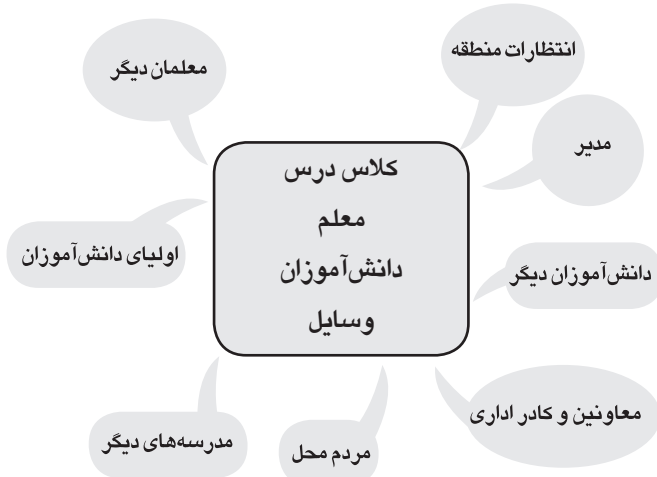 انتظارات منطقه
معلمان دیگر
مدیر
کلاس درس
معلم
دانش‌آموزان
وسایل
اولیای دانش‌آموزان
دانش‌آموزان دیگر
معاونین و کادر اداری
مدرسه‌های دیگر
مردم محل